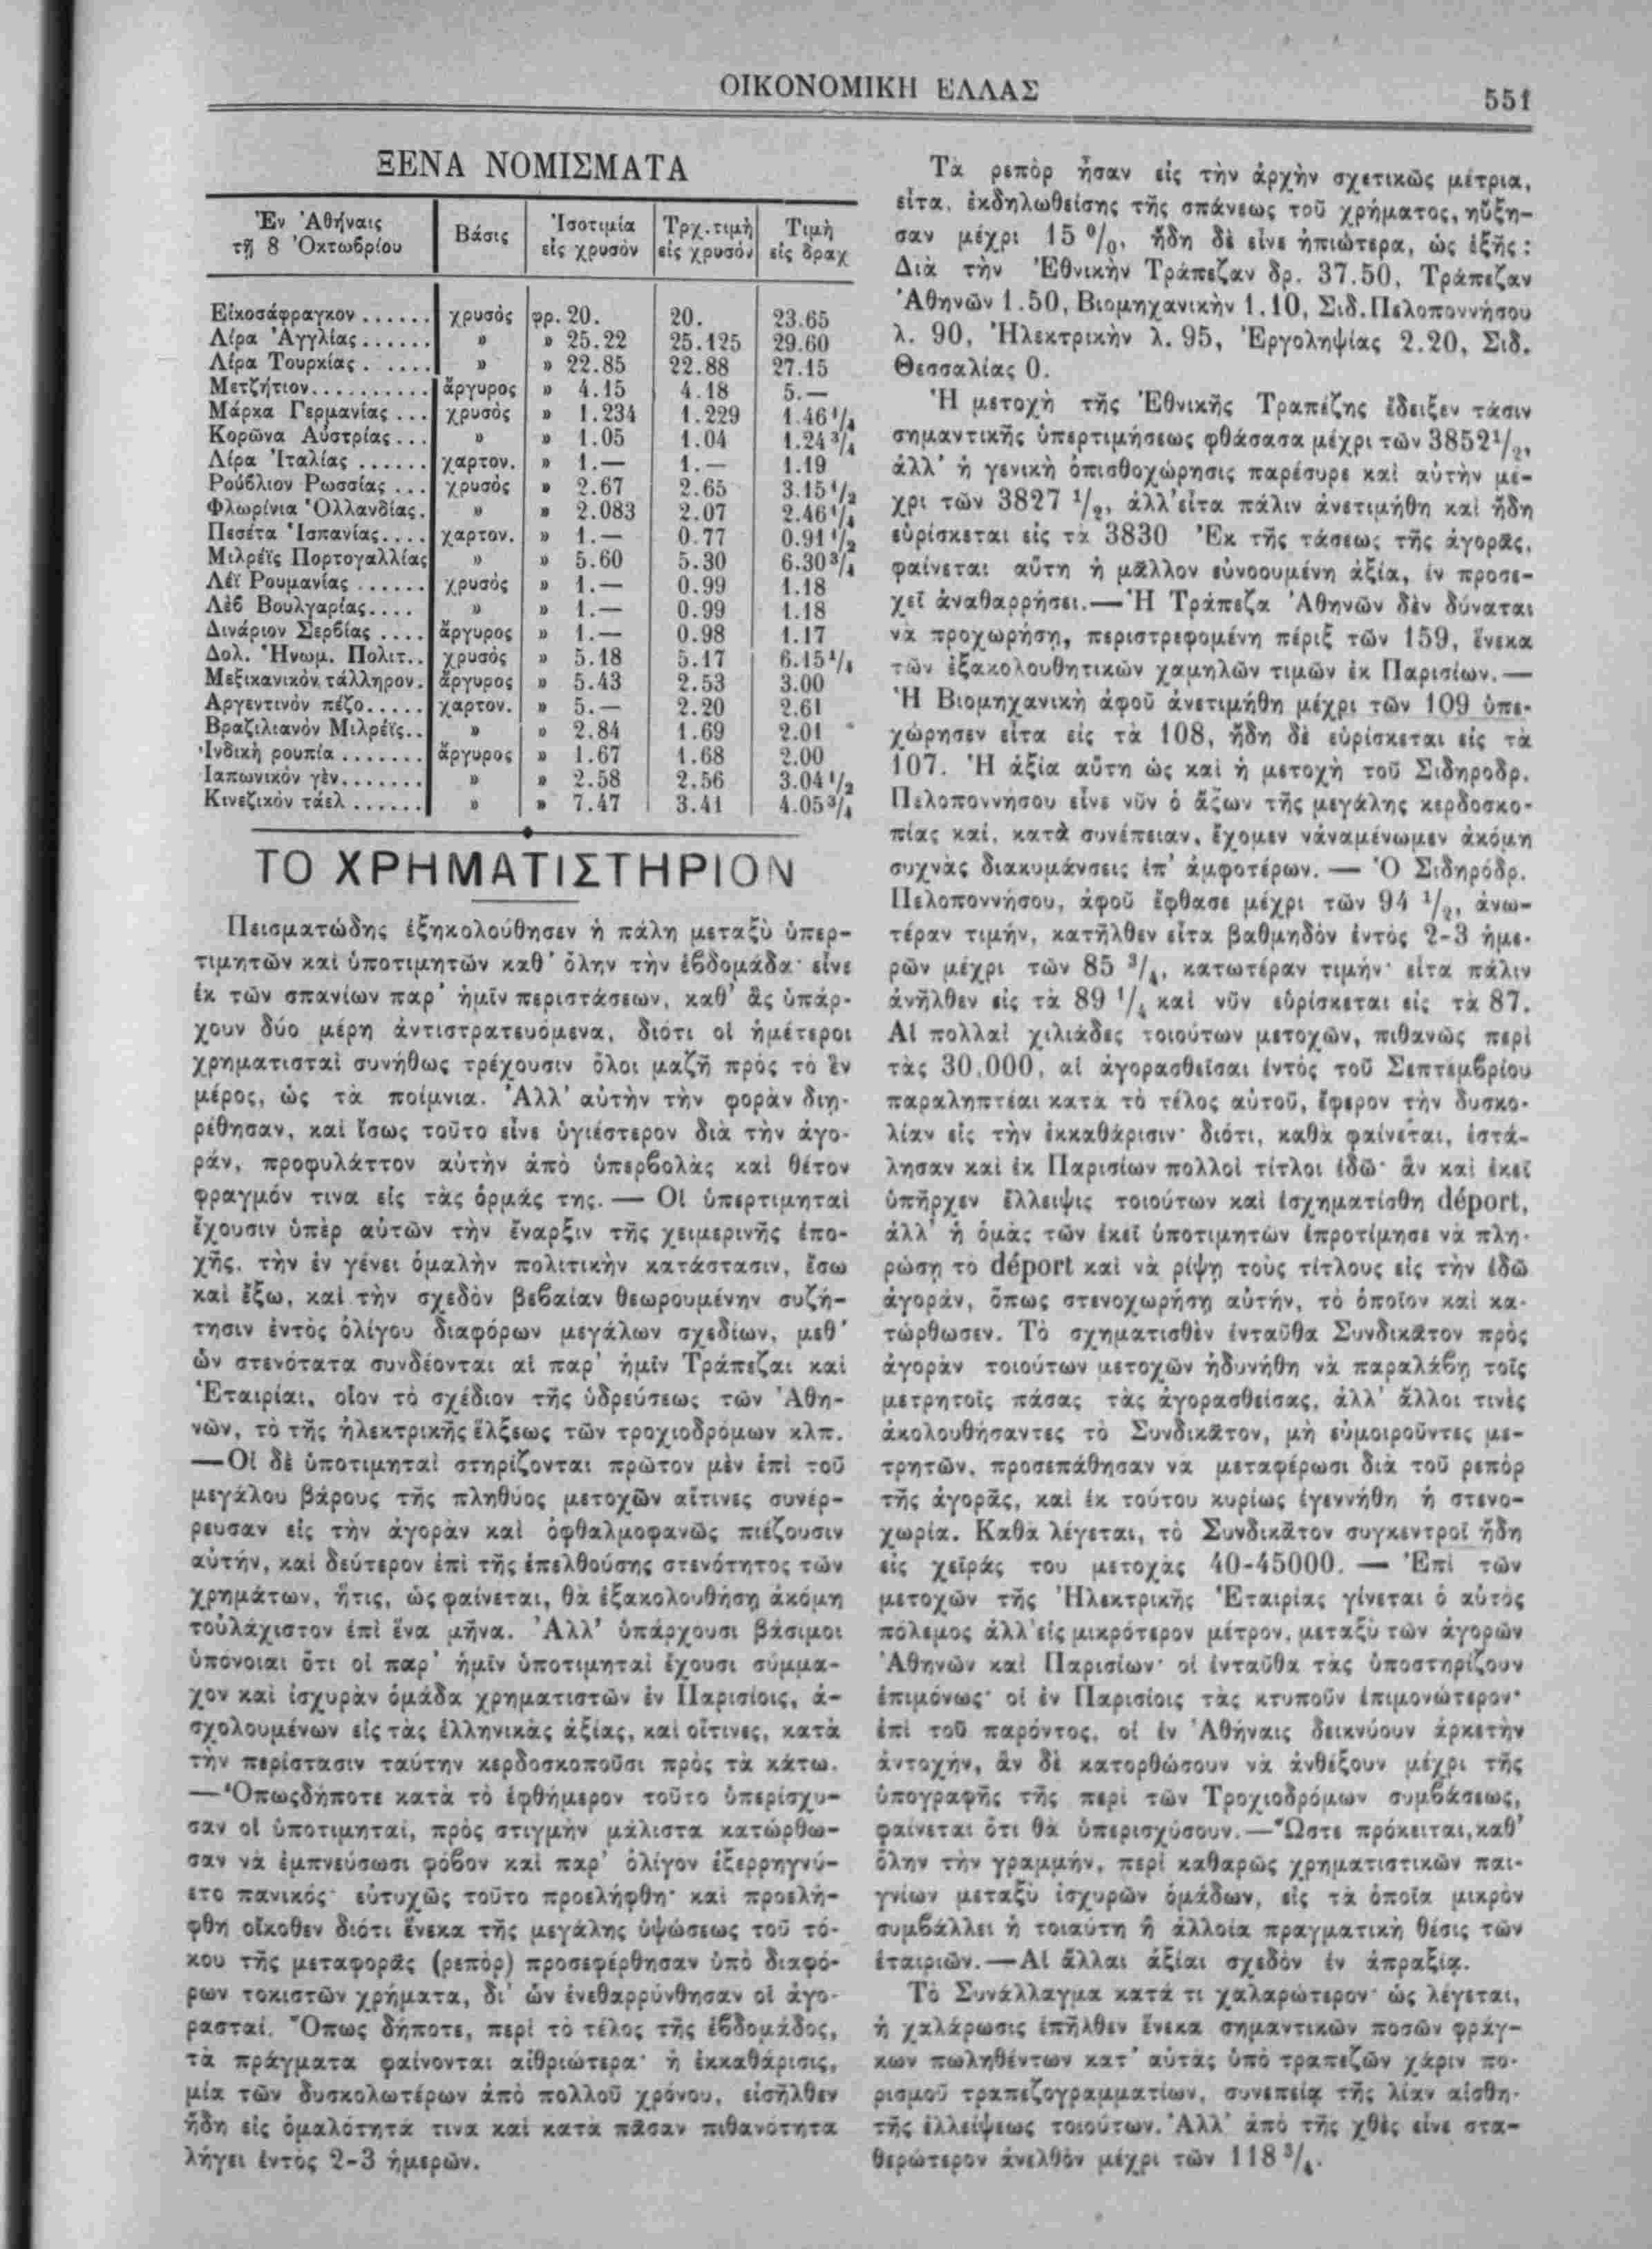 ΟΙΚΟΝΟΜΙΚΗ ΕΛΛΑΣ
551
ΞΕΝΑ ΝΟΜΙΣΜΑΤΑ
Ἐν Ἀθήναις τῇ 8 Ὀκτωβρίου | Βάσις | Ἰσοτιμία εἰς χρυσὸν | Τρχ.τιμὴ εἰς χρυσὸν | Τιμὴ εἰς δραχ
Εἰκοσάφραγκον ...... χρυσὸς φρ. 20. 20. 23.65
Λίρα Ἀγγλίας ...... » » 25.22 25.125 29.60
Λίρα Τουρκίας ...... » » 22.85 22.88 27.15
Μετζήτιον.......... ἄργυρος » 4.15 4.18 5.—
Μάρκα Γερμανίας ... χρυσὸς » 1.234 1.229 1.46 1/4
Κορῶνα Αὐστρίας... » » 1.05 1.04 1.24 3/4
Λίρα Ἰταλίας ...... χαρτον. » 1.— 1.— 1.19
Ρούβλιον Ρωσσίας ... χρυσὸς » 2.67 2.65 3.15 1/2
Φλωρίνια Ὁλλανδίας. » » 2.083 2.07 2.46 1/4
Πεσέτα Ἱσπανίας.... χαρτον. » 1.— 0.77 0.91 1/2
Μιλρέϊς Πορτογαλλίας » » 5.60 5.30 6.30 3/4
Λέϊ Ρουμανίας ...... χρυσὸς » 1.— 0.99 1.18
Λὲβ Βουλγαρίας.... » » 1.— 0.99 1.18
Δινάριον Σερβίας .... ἄργυρος » 1.— 0.98 1.17
Δολ. Ἡνωμ. Πολιτ.. χρυσὸς » 5.18 5.17 6.15 1/4
Μεξικανικὸν τάλληρον. ἄργυρος » 5.43 2.53 3.00
Ἀργεντινὸν πέζο..... χαρτον. » 5.— 2.20 2.61
Βραζιλιανὸν Μιλρέϊς.. » » 2.84 1.69 2.01
Ἰνδικὴ ρουπία ....... ἄργυρος » 1.67 1.68 2.00
Ἰαπωνικὸν γὲν....... » » 2.58 2.56 3.04 1/2
Κινεζικὸν τάελ ...... » » 7.47 3.41 4.05 3/4
ΤΟ ΧΡΗΜΑΤΙΣΤΗΡΙΟΝ
Πεισματώδης ἐξηκολούθησεν ἡ πάλη μεταξὺ ὑπερ-
τιμητῶν καὶ ὑποτιμητῶν καθ᾽ ὅλην τὴν ἑβδομάδα· εἶνε
ἐκ τῶν σπανίων παρ᾽ ἡμῖν περιστάσεων, καθ᾽ ἃς ὑπάρ-
χουν δύο μέρη ἀντιστρατευόμενα, διότι οἱ ἡμέτεροι
χρηματισταὶ συνήθως τρέχουσιν ὅλοι μαζῆ πρὸς τὸ ἓν
μέρος, ὡς τὰ ποίμνια. Ἀλλ᾽ αὐτὴν τὴν φορὰν διῃ-
ρέθησαν, καὶ ἴσως τοῦτο εἶνε ὑγιέστερον διὰ τὴν ἀγο-
ράν, προφυλάττον αὐτὴν ἀπὸ ὑπερβολὰς καὶ θέτον
φραγμόν τινα εἰς τὰς ὁρμάς της. — Οἱ ὑπερτιμηταὶ
ἔχουσιν ὑπὲρ αὐτῶν τὴν ἔναρξιν τῆς χειμερινῆς ἐπο-
χῆς, τὴν ἐν γένει ὁμαλὴν πολιτικὴν κατάστασιν, ἔσω
καὶ ἔξω, καὶ τὴν σχεδὸν βεβαίαν θεωρουμένην συζή-
τησιν ἐντὸς ὀλίγου διαφόρων μεγάλων σχεδίων, μεθ᾽
ὧν στενότατα συνδέονται αἱ παρ᾽ ἡμῖν Τράπεζαι καὶ
Ἑταιρίαι, οἷον τὸ σχέδιον τῆς ὑδρεύσεως τῶν Ἀθη-
νῶν, τὸ τῆς ἠλεκτρικῆς ἕλξεως τῶν τροχιοδρόμων κλπ.
—Οἱ δὲ ὑποτιμηταὶ στηρίζονται πρῶτον μὲν ἐπὶ τοῦ
μεγάλου βάρους τῆς πληθύος μετοχῶν αἵτινες συνέρ-
ρευσαν εἰς τὴν ἀγορὰν καὶ ὀφθαλμοφανῶς πιέζουσιν
αὐτήν, καὶ δεύτερον ἐπὶ τῆς ἐπελθούσης στενότητος τῶν
χρημάτων, ἥτις, ὡς φαίνεται, θὰ ἐξακολουθήσῃ ἀκόμη
τοὐλάχιστον ἐπὶ ἕνα μῆνα. Ἀλλ᾽ ὑπάρχουσι βάσιμοι
ὑπόνοιαι ὅτι οἱ παρ᾽ ἡμῖν ὑποτιμηταὶ ἔχουσι σύμμα-
χον καὶ ἰσχυρὰν ὁμάδα χρηματιστῶν ἐν Παρισίοις, ἀ-
σχολουμένων εἰς τὰς ἑλληνικὰς ἀξίας, καὶ οἵτινες, κατὰ
τὴν περίστασιν ταύτην κερδοσκοποῦσι πρὸς τὰ κάτω.
—Ὁπωςδήποτε κατὰ τὸ ἑφθήμερον τοῦτο ὑπερίσχυ-
σαν οἱ ὑποτιμηταί, πρὸς στιγμὴν μάλιστα κατώρθω-
σαν νὰ ἐμπνεύσωσι φόβον καὶ παρ᾽ ὀλίγον ἐξερρηγνύ-
ετο πανικός· εὐτυχῶς τοῦτο προελήφθη· καὶ προελή-
φθη οἴκοθεν διότι ἕνεκα τῆς μεγάλης ὑψώσεως τοῦ τό-
κου τῆς μεταφορᾶς (ρεπὸρ) προσεφέρθησαν ὑπὸ διαφό-
ρων τοκιστῶν χρήματα, δι᾽ ὧν ἐνεθαρρύνθησαν οἱ ἀγο-
ρασταί. Ὅπως δήποτε, περὶ τὸ τέλος τῆς ἑβδομάδος,
τὰ πράγματα φαίνονται αἰθριώτερα· ἡ ἐκκαθάρισις,
μία τῶν δυσκολωτέρων ἀπὸ πολλοῦ χρόνου, εἰσῆλθεν
ἤδη εἰς ὁμαλότητά τινα καὶ κατὰ πᾶσαν πιθανότητα
λήγει ἐντὸς 2-3 ἡμερῶν.
Τὰ ρεπὸρ ἦσαν εἰς τὴν ἀρχὴν σχετικῶς μέτρια,
εἶτα, ἐκδηλωθείσης τῆς σπάνεως τοῦ χρήματος, ηὔξη-
σαν μέχρι 15 %, ἤδη δὲ εἶνε ἠπιώτερα, ὡς ἑξῆς:
Διὰ τὴν Ἐθνικὴν Τράπεζαν δρ. 37.50, Τράπεζαν
Ἀθηνῶν 1.50, Βιομηχανικὴν 1.10, Σιδ.Πελοποννήσου
λ. 90, Ἠλεκτρικὴν λ. 95, Ἐργοληψίας 2.20, Σιδ.
Θεσσαλίας 0.
Ἡ μετοχὴ τῆς Ἐθνικῆς Τραπέζης ἔδειξεν τάσιν
σημαντικῆς ὑπερτιμήσεως φθάσασα μέχρι τῶν 3852 1/2,
ἀλλ᾽ ἡ γενικὴ ὀπισθοχώρησις παρέσυρε καὶ αὐτὴν μέ-
χρι τῶν 3827 1/2, ἀλλ᾽εἶτα πάλιν ἀνετιμήθη καὶ ἤδη
εὑρίσκεται εἰς τὰ 3830 Ἐκ τῆς τάσεως τῆς ἀγορᾶς,
φαίνεται αὕτη ἡ μᾶλλον εὐνοουμένη ἀξία, ἐν προσε-
χεῖ ἀναθαρρήσει.—Ἡ Τράπεζα Ἀθηνῶν δὲν δύναται
νὰ προχωρήσῃ, περιστρεφομένη πέριξ τῶν 159, ἕνεκα
τῶν ἐξακολουθητικῶν χαμηλῶν τιμῶν ἐκ Παρισίων.—
Ἡ Βιομηχανικὴ ἀφοῦ ἀνετιμήθη μέχρι τῶν 109 ὑπε-
χώρησεν εἶτα εἰς τὰ 108, ἤδη δὲ εὑρίσκεται εἰς τὰ
107. Ἡ ἀξία αὕτη ὡς καὶ ἡ μετοχὴ τοῦ Σιδηροδρ.
Πελοποννήσου εἶνε νῦν ὁ ἄξων τῆς μεγάλης κερδοσκο-
πίας καί, κατὰ συνέπειαν, ἔχομεν νἀναμένωμεν ἀκόμη
συχνὰς διακυμάνσεις ἐπ᾽ ἀμφοτέρων. — Ὁ Σιδηρόδρ.
Πελοποννήσου, ἀφοῦ ἔφθασε μέχρι τῶν 94 1/2, ἀνω-
τέραν τιμήν, κατῆλθεν εἶτα βαθμηδὸν ἐντὸς 2-3 ἡμε-
ρῶν μέχρι τῶν 85 3/4, κατωτέραν τιμήν· εἶτα πάλιν
ἀνῆλθεν εἰς τὰ 89 1/4 καὶ νῦν εὑρίσκεται εἰς τὰ 87.
Αἱ πολλαὶ χιλιάδες τοιούτων μετοχῶν, πιθανῶς περὶ
τὰς 30,000, αἱ ἀγορασθεῖσαι ἐντὸς τοῦ Σεπτεμβρίου
παραληπτέαι κατὰ τὸ τέλος αὐτοῦ, ἔφερον τὴν δυσκο-
λίαν εἰς τὴν ἐκκαθάρισιν· διότι, καθὰ φαίνεται, ἐστά-
λησαν καὶ ἐκ Παρισίων πολλοὶ τίτλοι ἐδῶ· ἂν καὶ ἐκεῖ
ὑπῆρχεν ἔλλειψις τοιούτων καὶ ἐσχηματίσθη déport,
ἀλλ᾽ ἡ ὁμὰς τῶν ἐκεῖ ὑποτιμητῶν ἐπροτίμησε νὰ πλη-
ρώσῃ τὸ déport καὶ νὰ ρίψῃ τοὺς τίτλους εἰς τὴν ἐδῶ
ἀγοράν, ὅπως στενοχωρήσῃ αὐτήν, τὸ ὁποῖον καὶ κα-
τώρθωσεν. Τὸ σχηματισθὲν ἐνταῦθα Συνδικᾶτον πρὸς
ἀγορὰν τοιούτων μετοχῶν ἠδυνήθη νὰ παραλάβῃ τοῖς
μετρητοῖς πάσας τὰς ἀγορασθείσας, ἀλλ᾽ ἄλλοι τινὲς
ἀκολουθήσαντες τὸ Συνδικᾶτον, μὴ εὐμοιροῦντες με-
τρητῶν, προσεπάθησαν νὰ μεταφέρωσι διὰ τοῦ ρεπὸρ
τῆς ἀγορᾶς, καὶ ἐκ τούτου κυρίως ἐγεννήθη ἡ στενο-
χωρία. Καθὰ λέγεται, τὸ Συνδικᾶτον συγκεντροῖ ἤδη
εἰς χεῖράς του μετοχὰς 40-45000. — Ἐπὶ τῶν
μετοχῶν τῆς Ἠλεκτρικῆς Ἑταιρίας γίνεται ὁ αὐτὸς
πόλεμος ἀλλ᾽εἰς μικρότερον μέτρον, μεταξὺ τῶν ἀγορῶν
Ἀθηνῶν καὶ Παρισίων· οἱ ἐνταῦθα τὰς ὑποστηρίζουν
ἐπιμόνως· οἱ ἐν Παρισίοις τὰς κτυποῦν ἐπιμονώτερον·
ἐπὶ τοῦ παρόντος, οἱ ἐν Ἀθήναις δεικνύουν ἀρκετὴν
ἀντοχήν, ἂν δὲ κατορθώσουν νὰ ἀνθέξουν μέχρι τῆς
ὑπογραφῆς τῆς περὶ τῶν Τροχιοδρόμων συμβάσεως,
φαίνεται ὅτι θὰ ὑπερισχύσουν.—Ὥστε πρόκειται,καθ᾽
ὅλην τὴν γραμμήν, περὶ καθαρῶς χρηματιστικῶν παι-
γνίων μεταξὺ ἰσχυρῶν ὁμάδων, εἰς τὰ ὁποῖα μικρὸν
συμβάλλει ἡ τοιαύτη ἢ ἀλλοία πραγματικὴ θέσις τῶν
ἑταιριῶν.—Αἱ ἄλλαι ἀξίαι σχεδὸν ἐν ἀπραξίᾳ.
Τὸ Συνάλλαγμα κατά τι χαλαρώτερον· ὡς λέγεται,
ἡ χαλάρωσις ἐπῆλθεν ἕνεκα σημαντικῶν ποσῶν φράγ-
κων πωληθέντων κατ᾽ αὐτὰς ὑπὸ τραπεζῶν χάριν πο-
ρισμοῦ τραπεζογραμματίων, συνεπείᾳ τῆς λίαν αἰσθη-
τῆς ἐλλείψεως τοιούτων. Ἀλλ᾽ ἀπὸ τῆς χθὲς εἶνε στα-
θερώτερον ἀνελθὸν μέχρι τῶν 118 3/4.